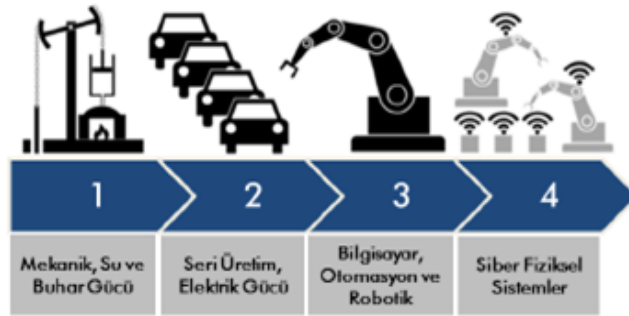 1
2
3
4
Mekanik, Su ve
Buhar Gücü
Seri Üretim,
Elektrik Gücü
Bilgisayar,
Otomasyon ve
Robotik
Siber Fiziksel
Sistemler